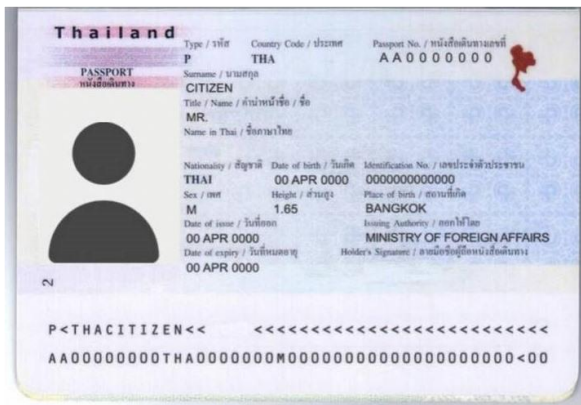 Thailand
PASSPORT
หนังสือเดินทาง
Type / รหัส Country Code / ประเทศ Passport No. / หนังสือเดินทางเลขที่
P THA AA0000000
Surname / นามสกุล
CITIZEN
Title / Name / คำนำหน้าชื่อ / ชื่อ
MR.
Name in Thai / ชื่อภาษาไทย
Nationality / สัญชาติ Date of birth / วันเกิด Identification No. / เลขประจำตัวประชาชน
THAI 00 APR 0000 0000000000000
Sex / เพศ Height / ส่วนสูง Place of birth / สถานที่เกิด
M 1.65 BANGKOK
Date of issue / วันที่ออก Issuing Authority / ออกให้โดย
00 APR 0000 MINISTRY OF FOREIGN AFFAIRS
Date of expiry / วันที่หมดอายุ Holder's Signature / ลายมือชื่อผู้ถือหนังสือเดินทาง
00 APR 0000
2
P<THACITIZEN<< <<<<<<<<<<<<<<<<<<<<<<<<<<
AA00000000THA0000000M0000000000000000000000<00